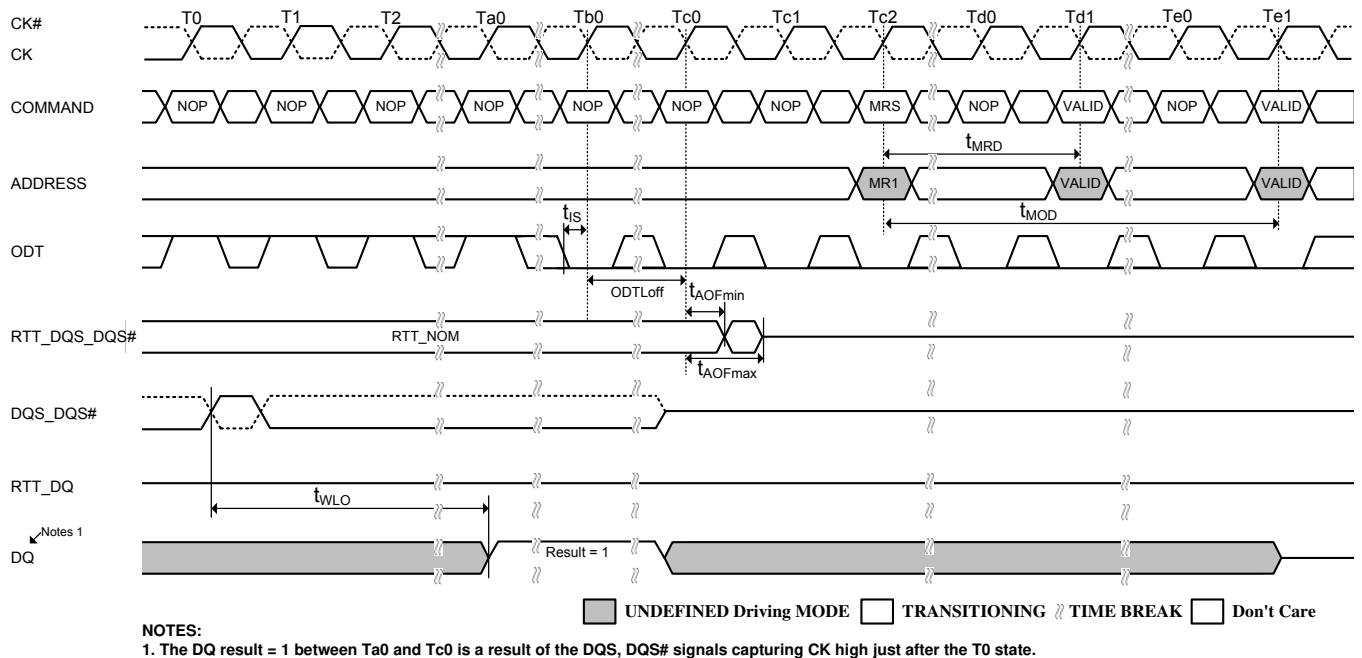 T0 T1 T2 Ta0 Tb0 Tc0 Tc1 Tc2 Td0 Td1 Te0 Te1
CK#
CK
COMMAND NOP NOP NOP NOP NOP NOP NOP MRS NOP VALID NOP VALID
tMRD
ADDRESS MR1 VALID VALID
tIS tMOD
ODT
ODTLoff tAOFmin
RTT_DQS_DQS# RTT_NOM
tAOFmax
DQS_DQS#
RTT_DQ
tWLO
Notes 1
DQ Result = 1
UNDEFINED Driving MODE TRANSITIONING TIME BREAK Don't Care
NOTES:
1. The DQ result = 1 between Ta0 and Tc0 is a result of the DQS, DQS# signals capturing CK high just after the T0 state.